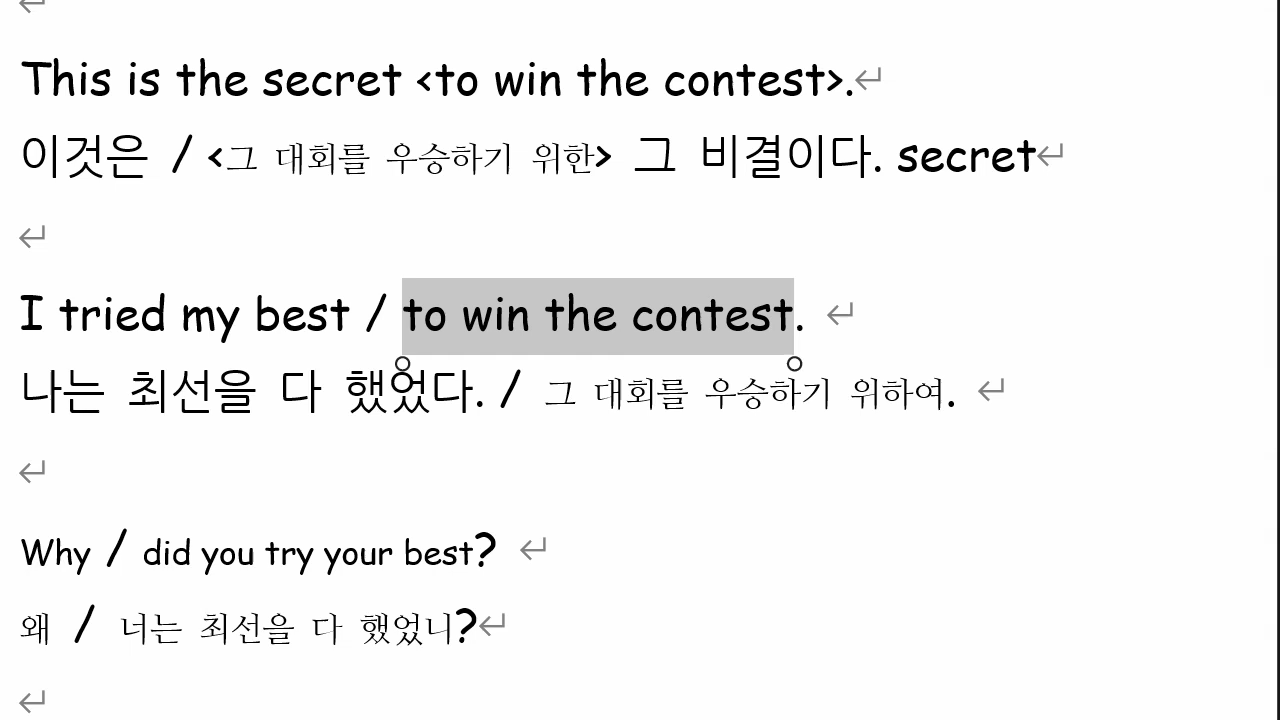 This is the secret <to win the contest>.
이것은 / <그 대회를 우승하기 위한> 그 비결이다. secret
I tried my best / to win the contest.
나는 최선을 다 했었다. / 그 대회를 우승하기 위하여.
Why / did you try your best?
왜 / 너는 최선을 다 했었니?